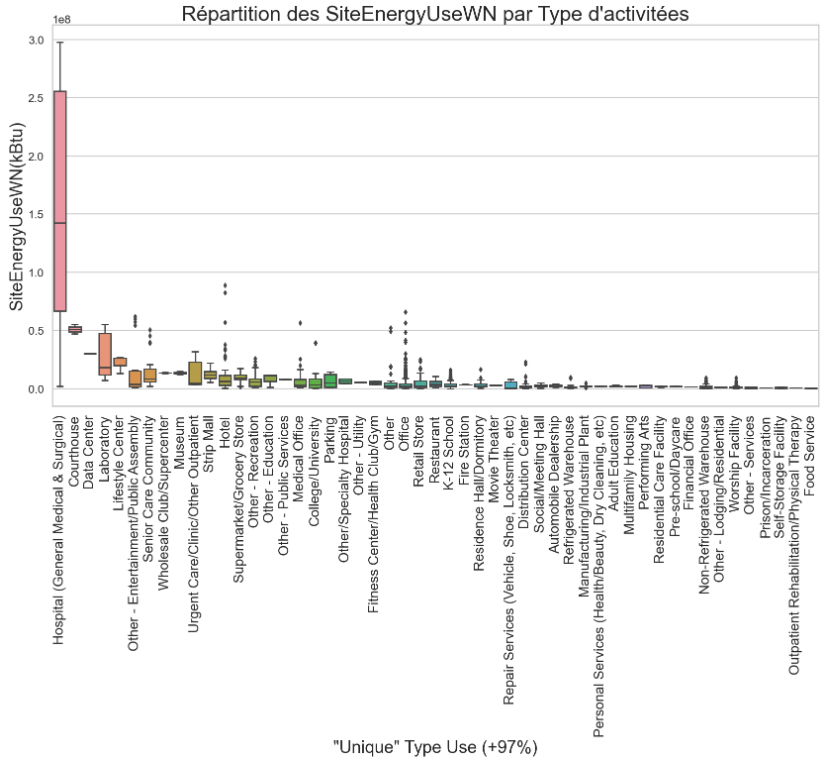 Répartition des SiteEnergyUseWN par Type d'activitées
1e8
3.0
2.5
2.0
1.5
1.0
0.5
0.0
SiteEnergyUseWN(kBtu)
Hospital (General Medical & Surgical)
Courthouse
Data Center
Laboratory
Lifestyle Center
Other - Entertainment/Public Assembly
Senior Care Community
Wholesale Club/Supercenter
Museum
Urgent Care/Clinic/Other Outpatient
Strip Mall
Hotel
Supermarket/Grocery Store
Other - Recreation
Other - Education
Other - Public Services
Medical Office
College/University
Parking
Other/Specialty Hospital
Other - Utility
Fitness Center/Health Club/Gym
Other
Office
Retail Store
Restaurant
K-12 School
Fire Station
Residence Hall/Dormitory
Movie Theater
Repair Services (Vehicle, Shoe, Locksmith, etc)
Distribution Center
Social/Meeting Hall
Automobile Dealership
Refrigerated Warehouse
Manufacturing/Industrial Plant
Personal Services (Health/Beauty, Dry Cleaning, etc)
Adult Education
Multifamily Housing
Performing Arts
Residential Care Facility
Pre-school/Daycare
Financial Office
Non-Refrigerated Warehouse
Other - Lodging/Residential
Worship Facility
Other - Services
Prison/Incarceration
Self-Storage Facility
Outpatient Rehabilitation/Physical Therapy
Food Service
"Unique" Type Use (+97%)